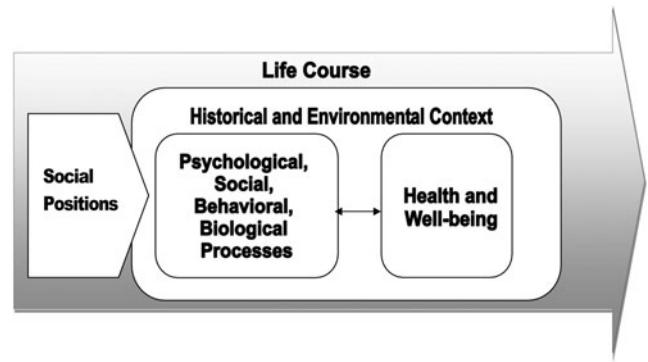 Life Course
Historical and Environmental Context
Social
Positions
Psychological,
Social,
Behavioral,
Biological
Processes
Health and
Well-being